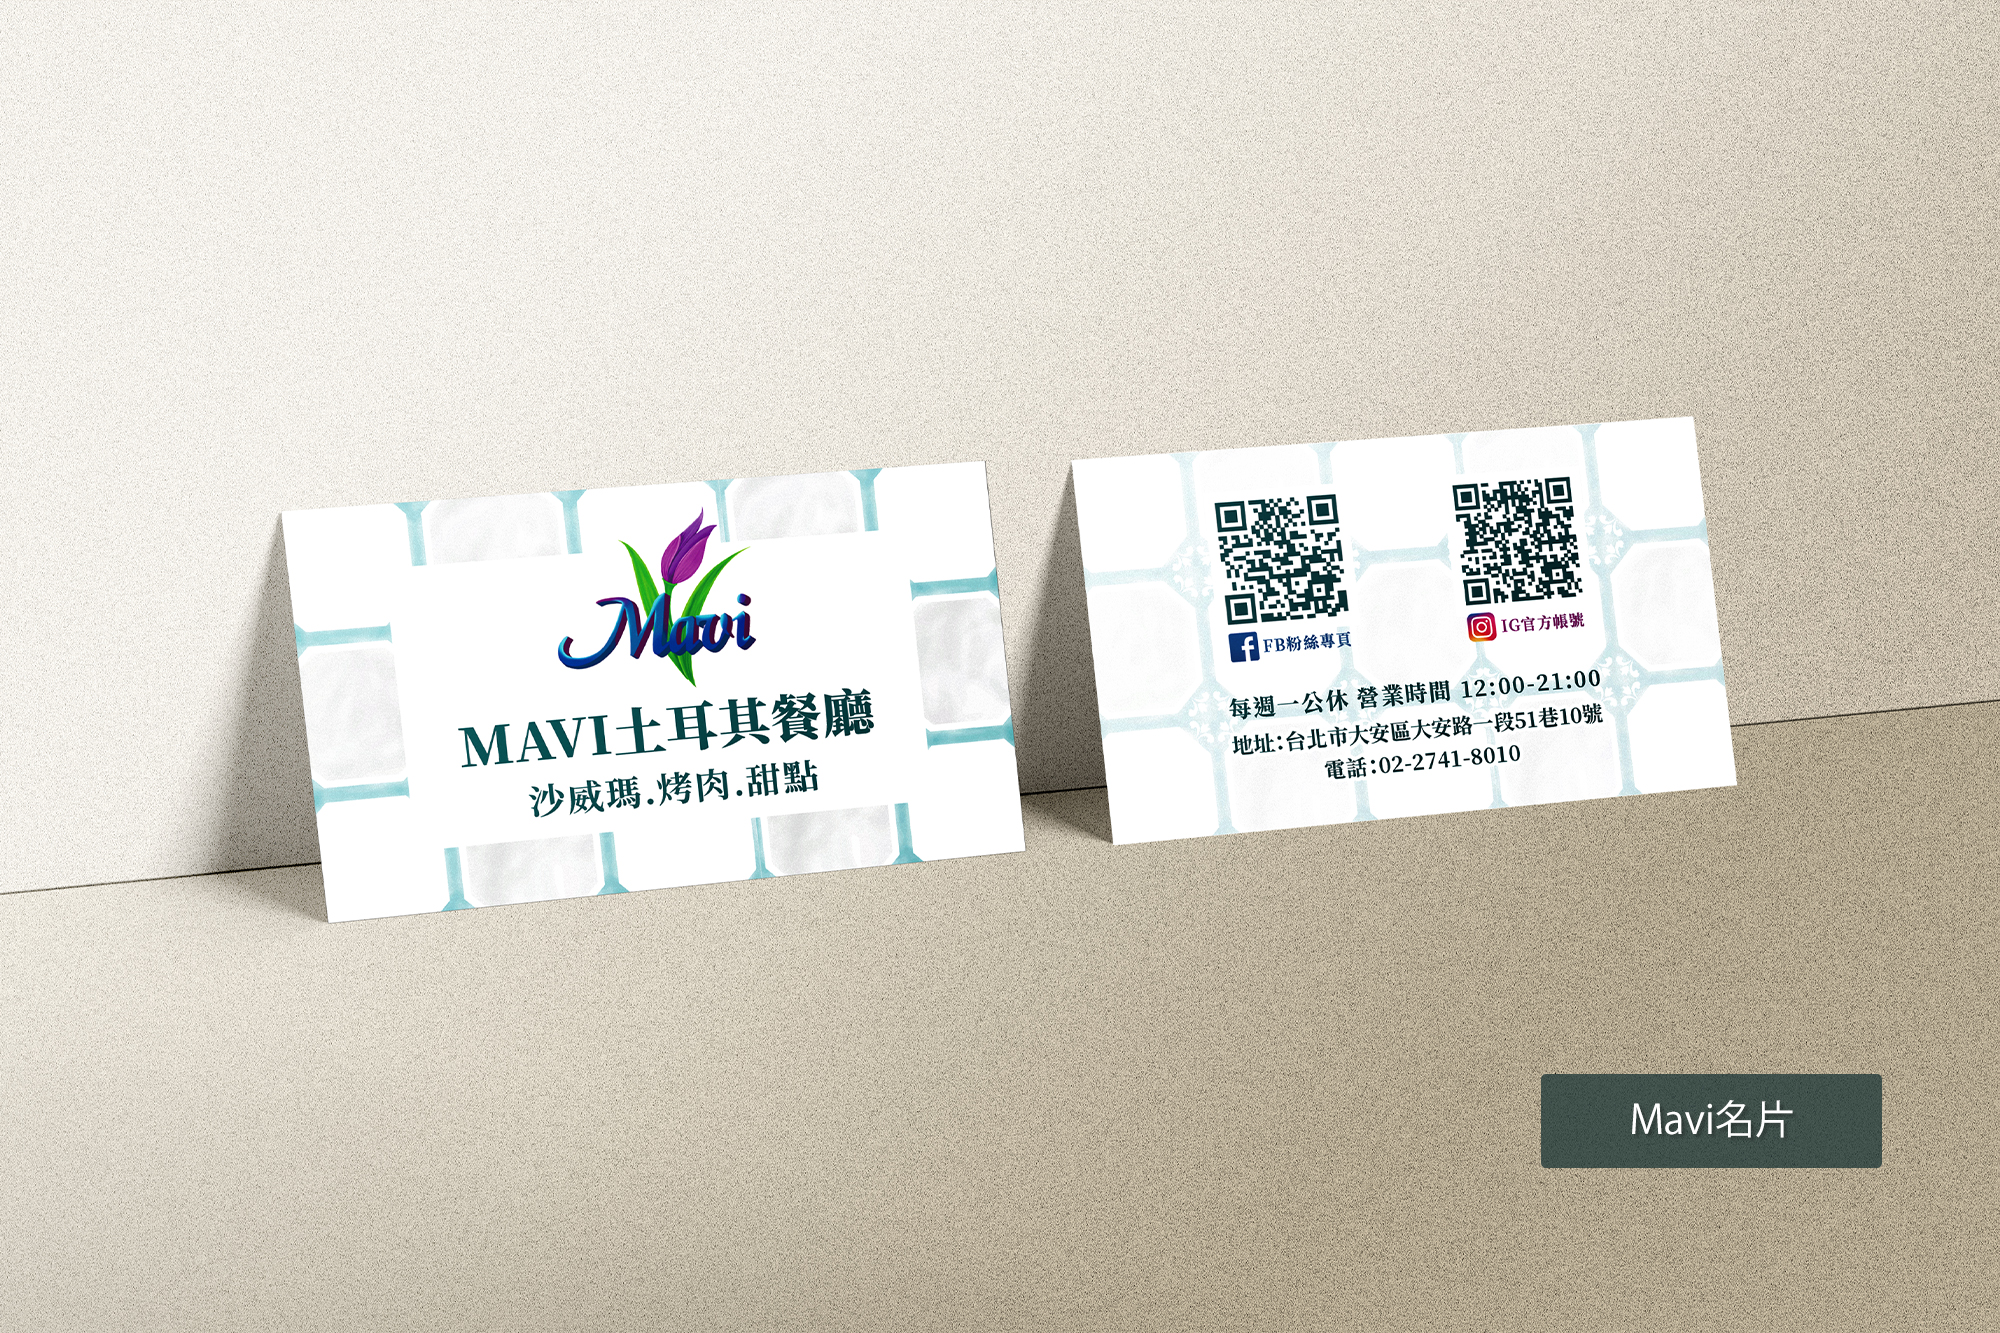 Mavi
MAVI土耳其餐廳
沙威瑪.烤肉.甜點
FB粉絲專頁
IG官方帳號
每週一公休 營業時間 12:00-21:00
地址:台北市大安區大安路一段51巷10號
電話:02-2741-8010
Mavi名片